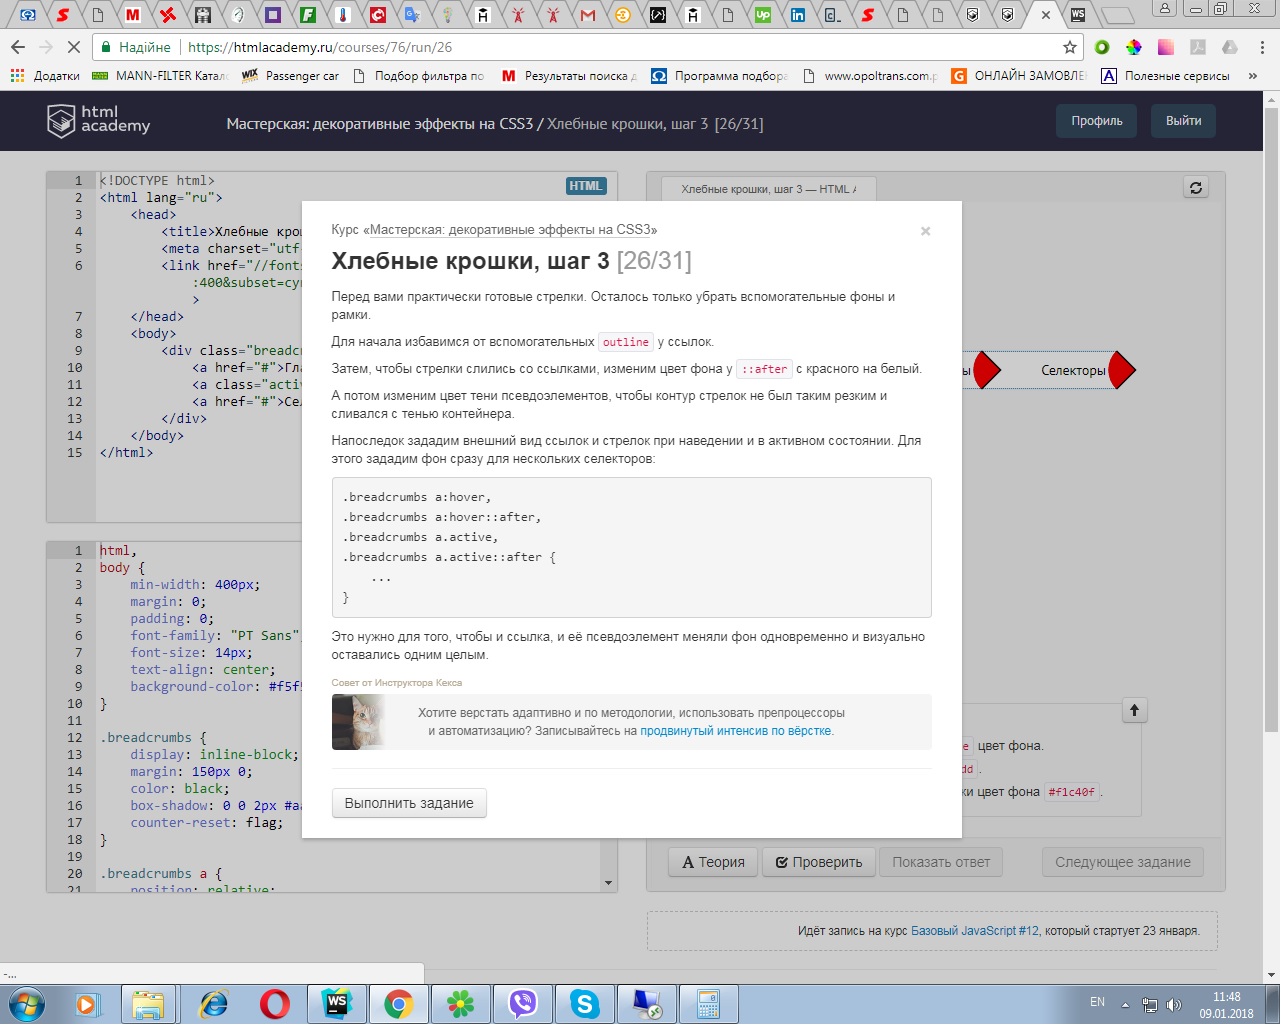 Надійне
https://htmlacademy.ru/courses/76/run/26
Додатки
MANN-FILTER Катал
Passenger car
Подбор фильтра по
Результаты поиска д
Программа подбора
www.opoltrans.com.p
ОНЛАЙН ЗАМОВЛЕ
Полезные сервисы
html
academy
Мастерская: декоративные эффекты на CSS3 / Хлебные крошки, шаг 3 [26/31]
Профиль
Выйти
HTML
1 <!DOCTYPE html>
2 <html lang="ru">
3 <head>
4 <title>Хлебные крош
5 <meta charset="utf
6 <link href="//fonts
:400&subset=cyr
>
7 </head>
8 <body>
9 <div class="breadc
10 <a href="#">Гла
11 <a class="activ
12 <a href="#">Се
13 </div>
14 </body>
15 </html>
1 html,
2 body {
3 min-width: 400px;
4 margin: 0;
5 padding: 0;
6 font-family: "PT Sans",
7 font-size: 14px;
8 text-align: center;
9 background-color: #f5f
10 }
11
12 .breadcrumbs {
13 display: inline-block;
14 margin: 150px 0;
15 color: black;
16 box-shadow: 0 0 2px #aa
17 counter-reset: flag;
18 }
19
20 .breadcrumbs a {
21 position: relative;
Курс «Мастерская: декоративные эффекты на CSS3»
×
Хлебные крошки, шаг 3 [26/31]
Перед вами практически готовые стрелки. Осталось только убрать вспомогательные фоны и
рамки.
Для начала избавимся от вспомогательных outline у ссылок.
Затем, чтобы стрелки слились со ссылками, изменим цвет фона у ::after с красного на белый.
А потом изменим цвет тени псевдоэлементов, чтобы контур стрелок не был таким резким и
сливался с тенью контейнера.
Напоследок зададим внешний вид ссылок и стрелок при наведении и в активном состоянии. Для
этого зададим фон сразу для нескольких селекторов:
.breadcrumbs a:hover,
.breadcrumbs a:hover::after,
.breadcrumbs a.active,
.breadcrumbs a.active::after {
...
}
Это нужно для того, чтобы и ссылка, и её псевдоэлемент меняли фон одновременно и визуально
оставались одним целым.
Совет от Инструктора Кекса
Хотите верстать адаптивно и по методологии, использовать препроцессоры
и автоматизацию? Записывайтесь на продвинутый интенсив по вёрстке.
Выполнить задание
Хлебные крошки, шаг 3 — HTML A
ы
Селекторы
e цвет фона.
dd .
ки цвет фона #f1c40f .
Теория
Проверить
Показать ответ
Следующее задание
Идёт запись на курс Базовый JavaScript #12, который стартует 23 января.
-...
EN
11:48
09.01.2018